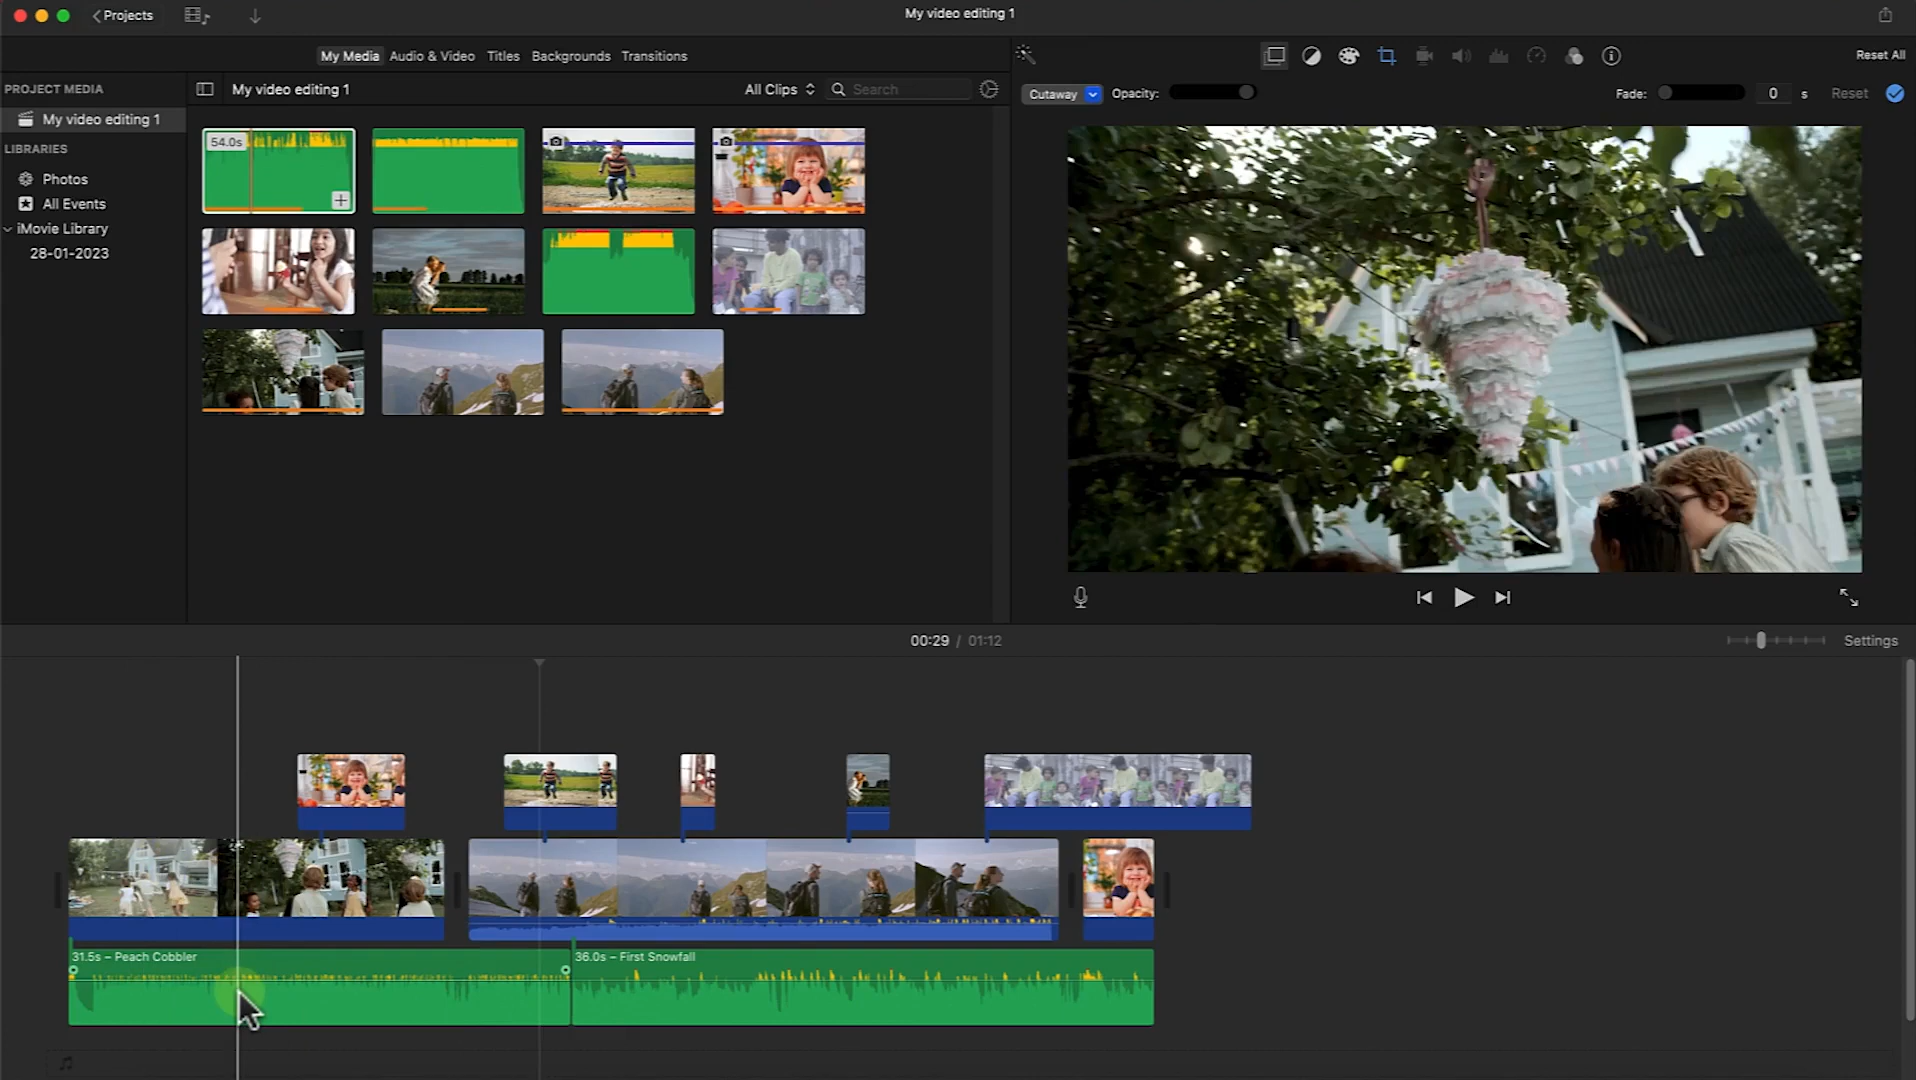 Projects
My video editing 1
My Media Audio & Video Titles Backgrounds Transitions
Reset All
PROJECT MEDIA
My video editing 1
LIBRARIES
Photos
All Events
iMovie Library
28-01-2023
My video editing 1
All Clips
Search
Cutaway
Opacity:
Fade:
0 s
Reset
54.0s
00:29 / 01:12
Settings
31.5s – Peach Cobbler
36.0s – First Snowfall